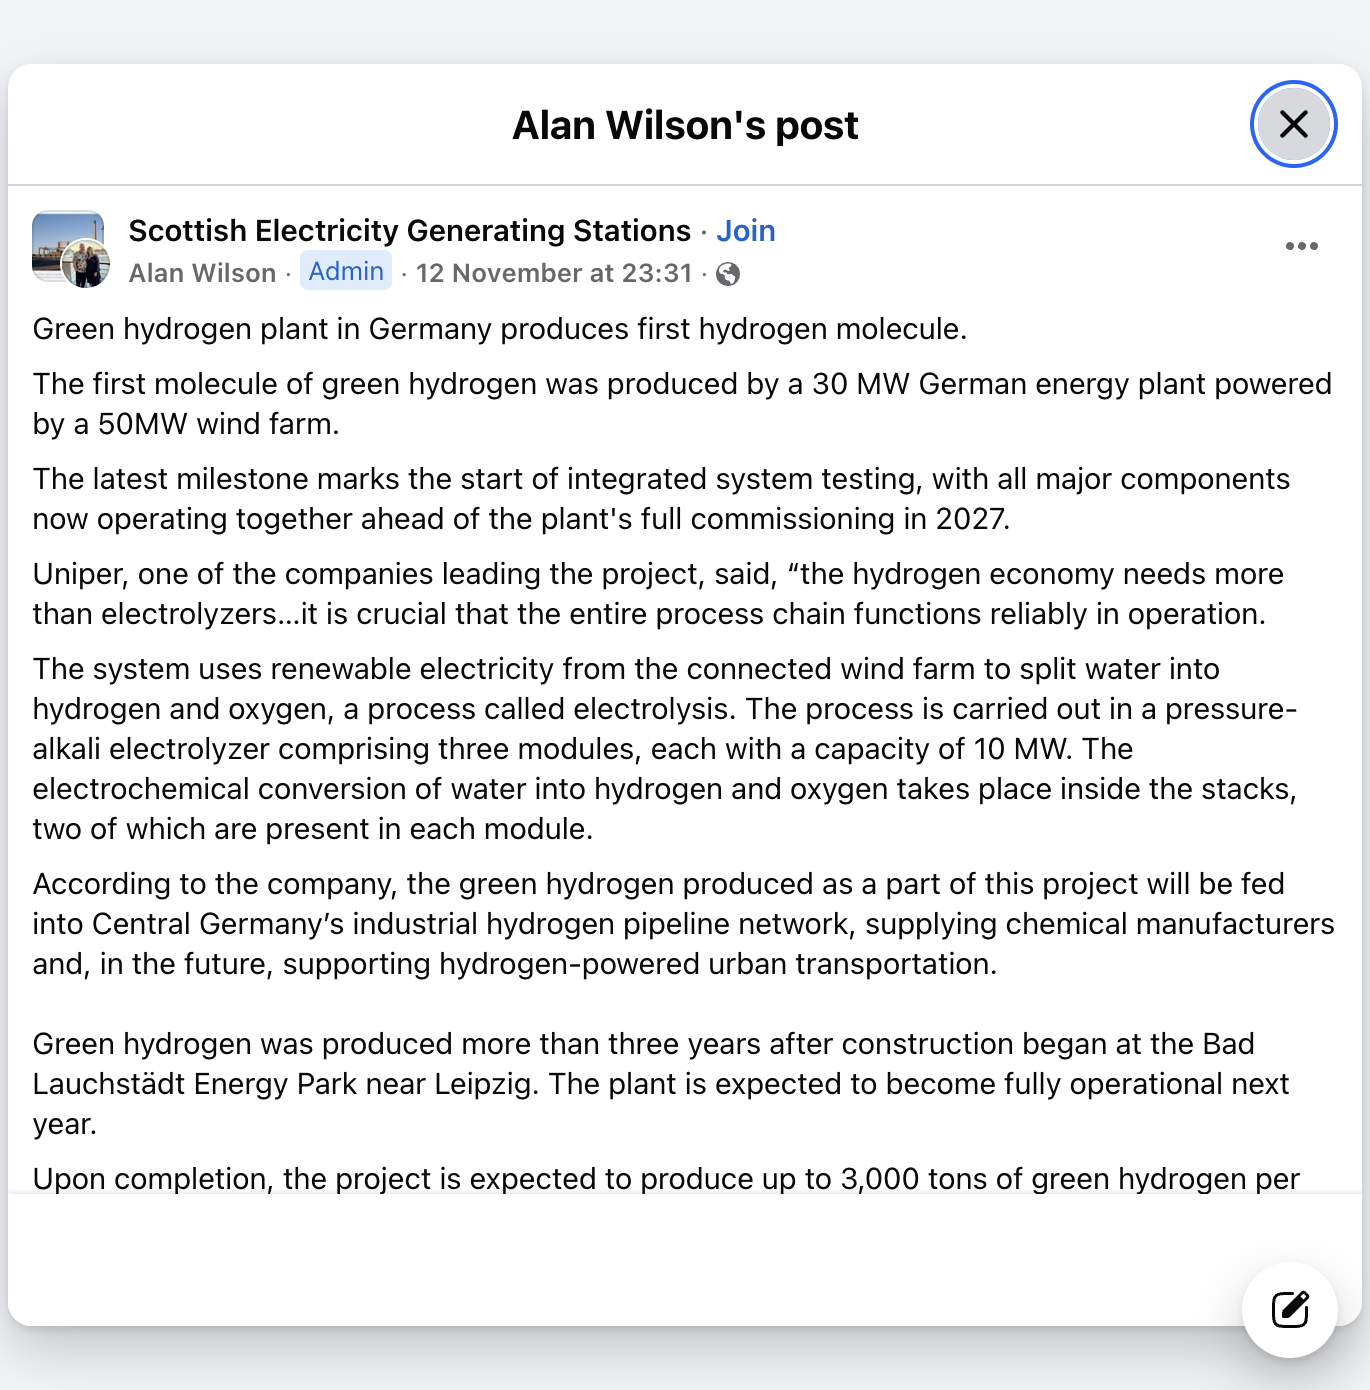 Alan Wilson's post
Scottish Electricity Generating Stations · Join
Alan Wilson · Admin · 12 November at 23:31 ·
Green hydrogen plant in Germany produces first hydrogen molecule.
The first molecule of green hydrogen was produced by a 30 MW German energy plant powered
by a 50MW wind farm.
The latest milestone marks the start of integrated system testing, with all major components
now operating together ahead of the plant's full commissioning in 2027.
Uniper, one of the companies leading the project, said, “the hydrogen economy needs more
than electrolyzers...it is crucial that the entire process chain functions reliably in operation.
The system uses renewable electricity from the connected wind farm to split water into
hydrogen and oxygen, a process called electrolysis. The process is carried out in a pressure-
alkali electrolyzer comprising three modules, each with a capacity of 10 MW. The
electrochemical conversion of water into hydrogen and oxygen takes place inside the stacks,
two of which are present in each module.
According to the company, the green hydrogen produced as a part of this project will be fed
into Central Germany’s industrial hydrogen pipeline network, supplying chemical manufacturers
and, in the future, supporting hydrogen-powered urban transportation.
Green hydrogen was produced more than three years after construction began at the Bad
Lauchstädt Energy Park near Leipzig. The plant is expected to become fully operational next
year.
Upon completion, the project is expected to produce up to 3,000 tons of green hydrogen per